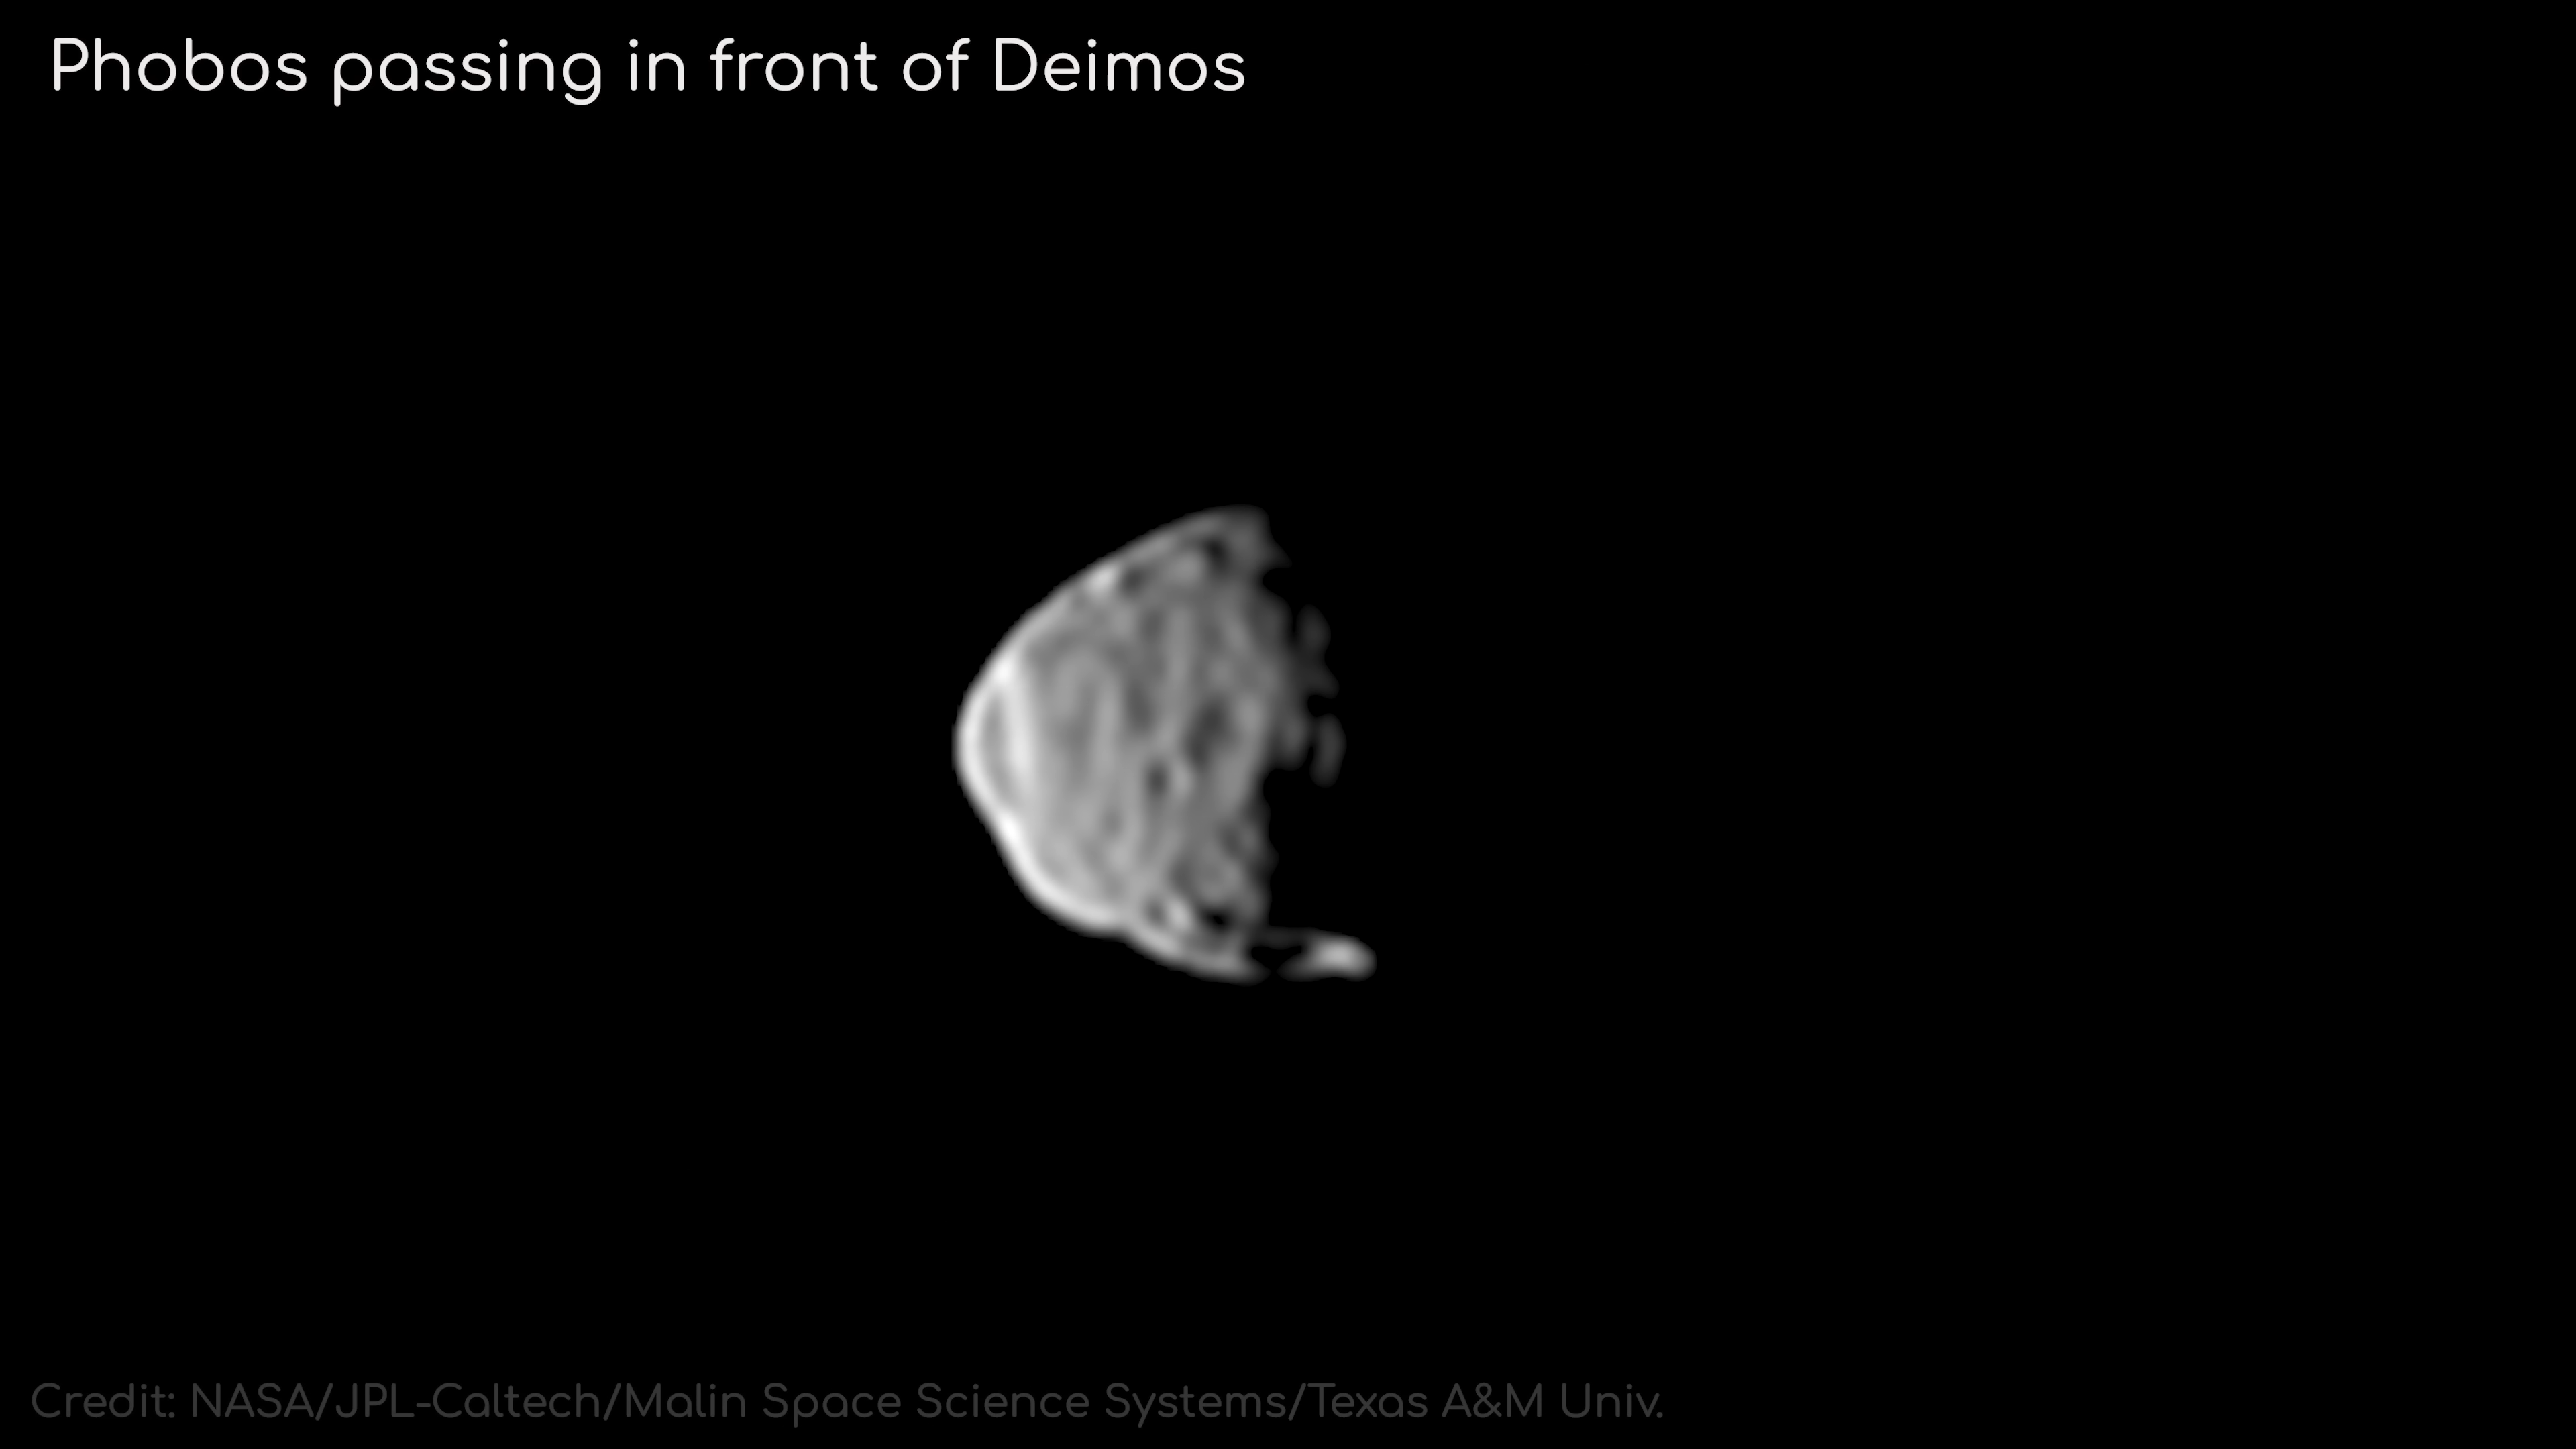 Phobos passing in front of Deimos
Credit: NASA/JPL-Caltech/Malin Space Science Systems/Texas A&M Univ.